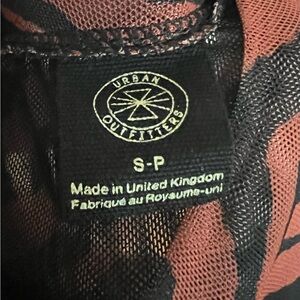 URBAN
OUTFITTERS
S-P
Made in United Kingdom
Fabriqué au Royaume-uni